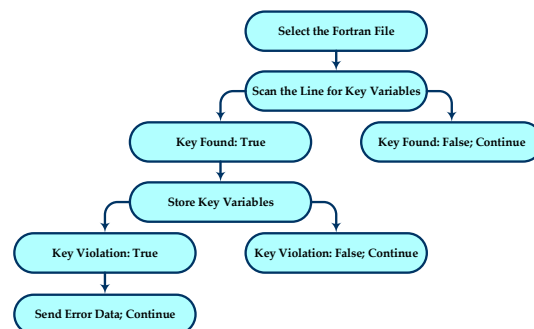 Select the Fortran File
Scan the Line for Key Variables
Key Found: True
Key Found: False; Continue
Store Key Variables
Key Violation: True
Key Violation: False; Continue
Send Error Data; Continue